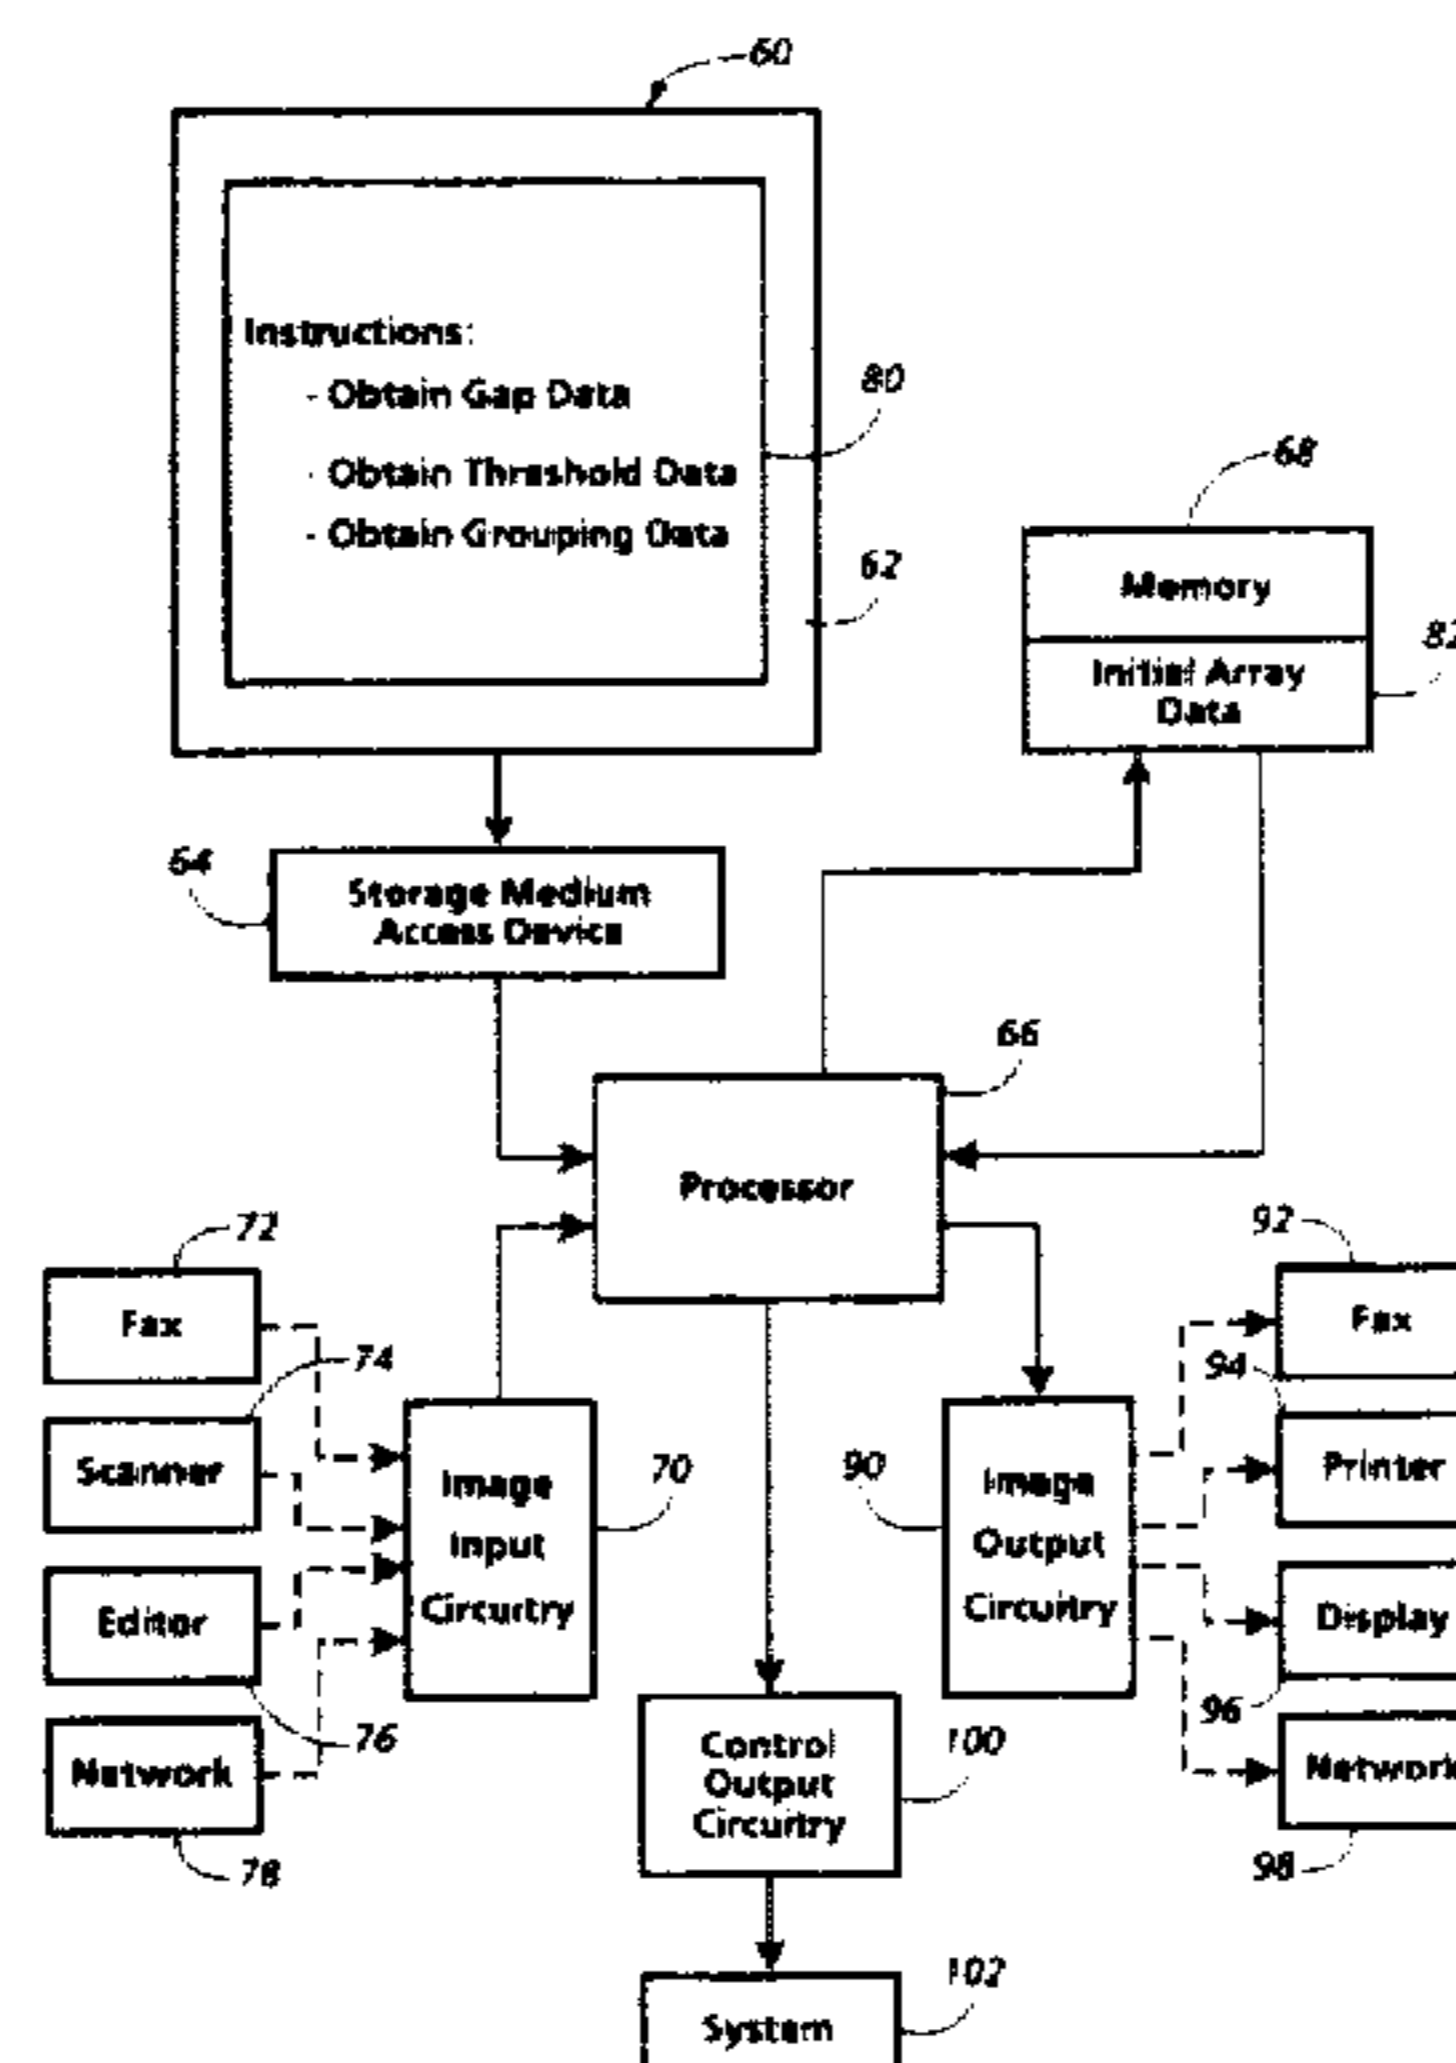 60
Instructions:
- Obtain Gap Data
- Obtain Threshold Data
- Obtain Grouping Data
80
62
68
Memory
Initial Array
Data
64
Storage Medium
Access Device
66
Processor
72
Fax
74
Scanner
Editor
76
Network
78
Image
Input
Circuitry
70
90
Image
Output
Circuitry
92
Fax
94
Printer
Display
96
Network
98
Control
Output
Circuitry
100
System
102